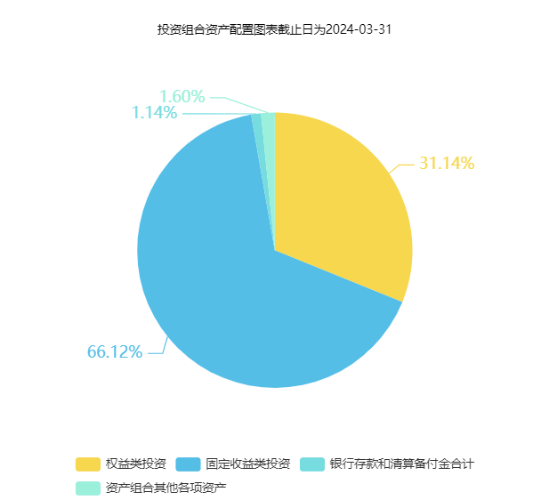 投资组合资产配置图表截止日为2024-03-31
1.60%
1.14%
31.14%
66.12%
权益类投资 固定收益类投资 银行存款和清算备付金合计
资产组合其他各项资产